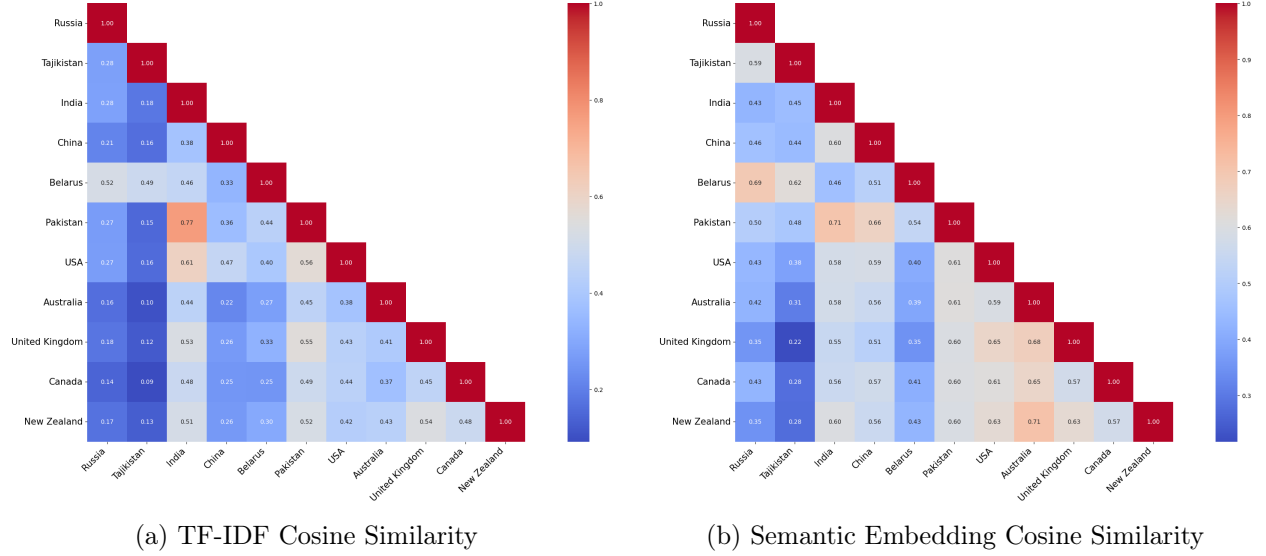 Russia 1.00
Tajikistan 0.28 1.00
India 0.28 0.18 1.00
China 0.21 0.16 0.38 1.00
Belarus 0.52 0.49 0.46 0.33 1.00
Pakistan 0.27 0.15 0.77 0.36 0.44 1.00
USA 0.27 0.16 0.61 0.47 0.40 0.56 1.00
Australia 0.16 0.10 0.44 0.22 0.27 0.45 0.38 1.00
United Kingdom 0.18 0.12 0.53 0.26 0.33 0.55 0.43 0.41 1.00
Canada 0.14 0.09 0.48 0.25 0.25 0.49 0.44 0.37 0.45 1.00
New Zealand 0.17 0.13 0.51 0.26 0.30 0.52 0.42 0.43 0.54 0.48 1.00
Russia Tajikistan India China Belarus Pakistan USA Australia United Kingdom Canada New Zealand
1.0
0.8
0.6
0.4
0.2
(a) TF-IDF Cosine Similarity
Russia 1.00
Tajikistan 0.59 1.00
India 0.43 0.45 1.00
China 0.46 0.44 0.60 1.00
Belarus 0.69 0.62 0.46 0.51 1.00
Pakistan 0.50 0.48 0.71 0.66 0.54 1.00
USA 0.43 0.38 0.58 0.59 0.40 0.61 1.00
Australia 0.42 0.31 0.58 0.56 0.39 0.61 0.59 1.00
United Kingdom 0.35 0.22 0.55 0.51 0.35 0.60 0.65 0.68 1.00
Canada 0.43 0.28 0.56 0.57 0.41 0.60 0.61 0.65 0.57 1.00
New Zealand 0.35 0.28 0.60 0.56 0.43 0.60 0.63 0.71 0.63 0.57 1.00
Russia Tajikistan India China Belarus Pakistan USA Australia United Kingdom Canada New Zealand
1.0
0.9
0.8
0.7
0.6
0.5
0.4
0.3
(b) Semantic Embedding Cosine Similarity